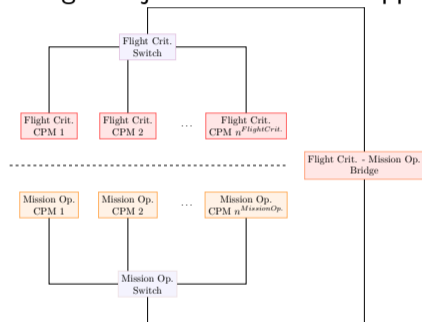 Flight Crit.
Switch
Flight Crit.
CPM 1
Flight Crit.
CPM 2
...
Flight Crit.
CPM n^{FlightCrit.}
Flight Crit. - Mission Op.
Bridge
Mission Op.
CPM 1
Mission Op.
CPM 2
...
Mission Op.
CPM n^{MissionOp.}
Mission Op.
Switch